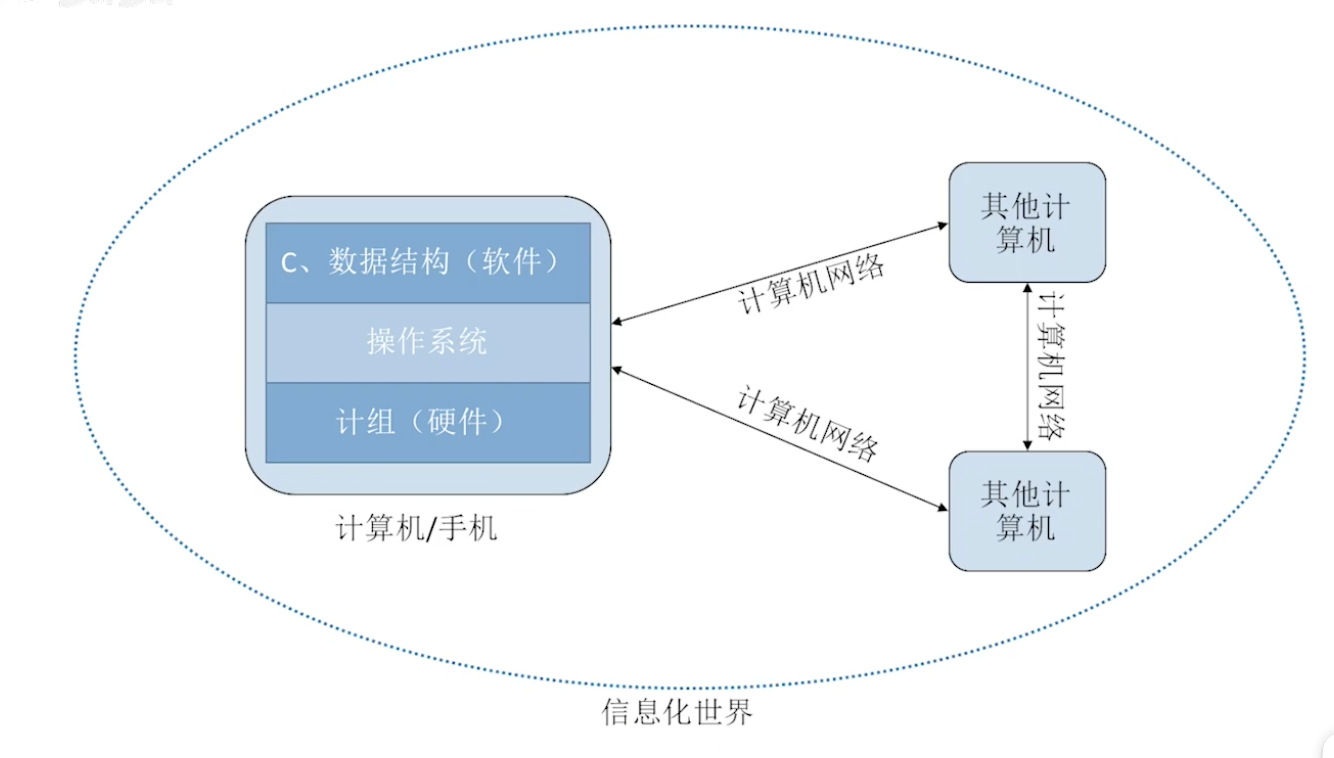 C、数据结构（软件）
操作系统
计组（硬件）
计算机/手机
计算机网络
计算机网络
其他计
算机
计算机网络
其他计
算机
信息化世界